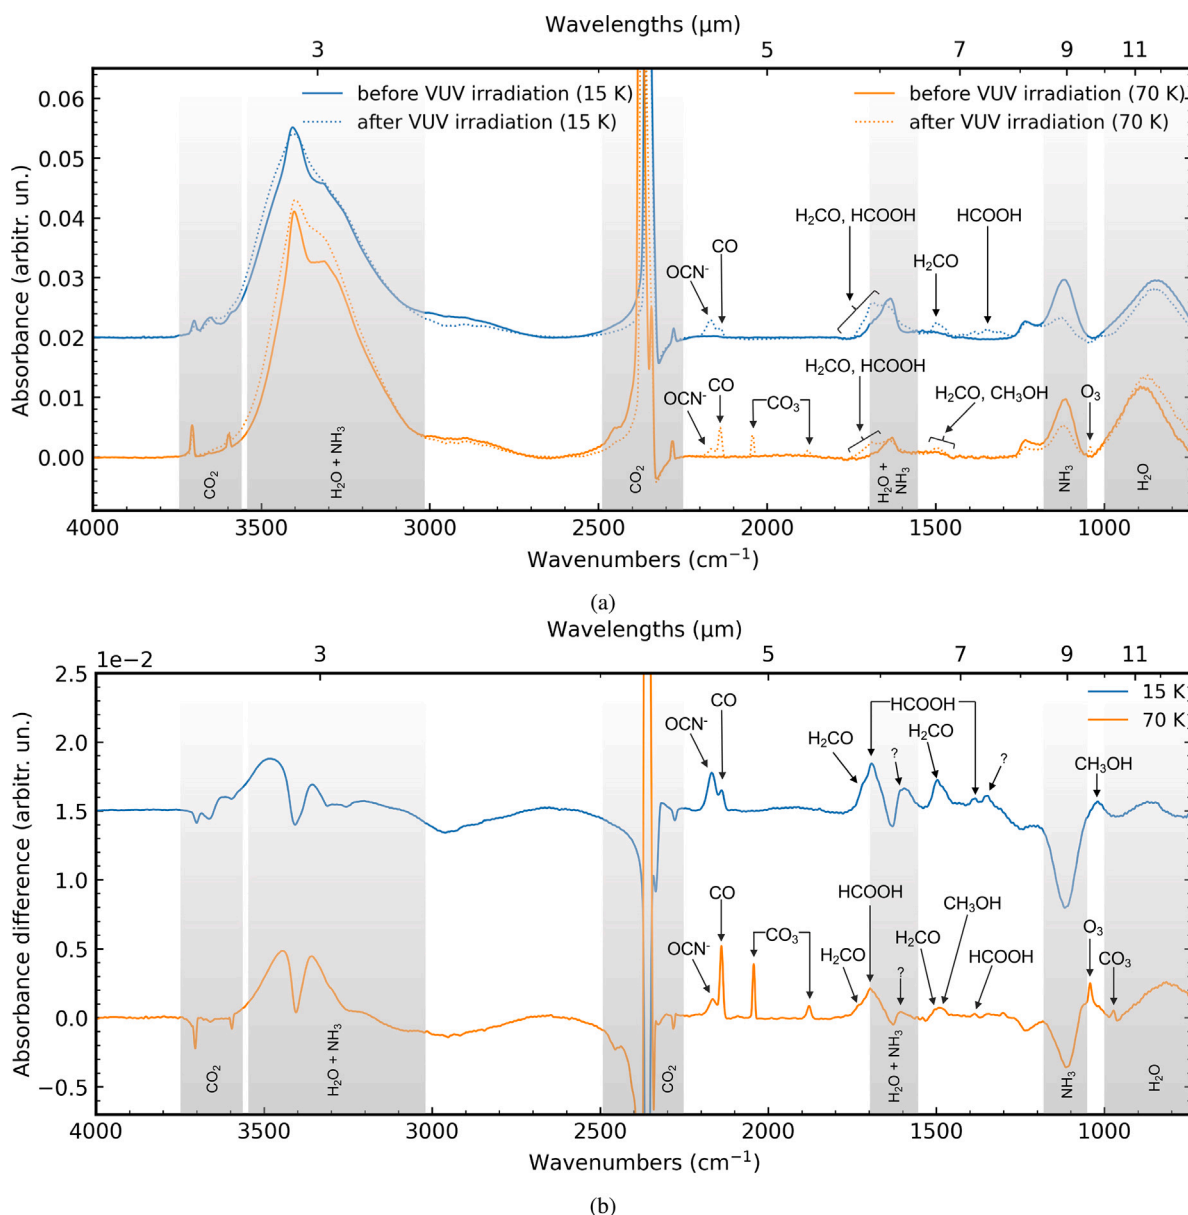 Wavelengths (μm)
3 5 7 9 11
Absorbance (arbitr. un.)
0.06
0.05
0.04
0.03
0.02
0.01
0.00
before VUV irradiation (15 K)
after VUV irradiation (15 K)
before VUV irradiation (70 K)
after VUV irradiation (70 K)
H₂CO, HCOOH
HCOOH
OCN⁻
CO
H₂CO
H₂CO, HCOOH
OCN⁻
CO
CO₃
H₂CO, CH₃OH
O₃
CO₂
H₂O + NH₃
CO₂
H₂O +
NH₃
NH₃
H₂O
4000 3500 3000 2500 2000 1500 1000
Wavenumbers (cm⁻¹)
(a)
Wavelengths (μm)
1e−2
3 5 7 9 11
Absorbance difference (arbitr. un.)
2.5
2.0
1.5
1.0
0.5
0.0
−0.5
15 K
70 K
OCN⁻
CO
H₂CO
HCOOH
?
H₂CO
?
CH₃OH
OCN⁻
CO
CO₃
H₂CO
HCOOH
?
H₂CO
CH₃OH
HCOOH
O₃
CO₃
CO₂
H₂O + NH₃
CO₂
H₂O + NH₃
NH₃
H₂O
4000 3500 3000 2500 2000 1500 1000
Wavenumbers (cm⁻¹)
(b)